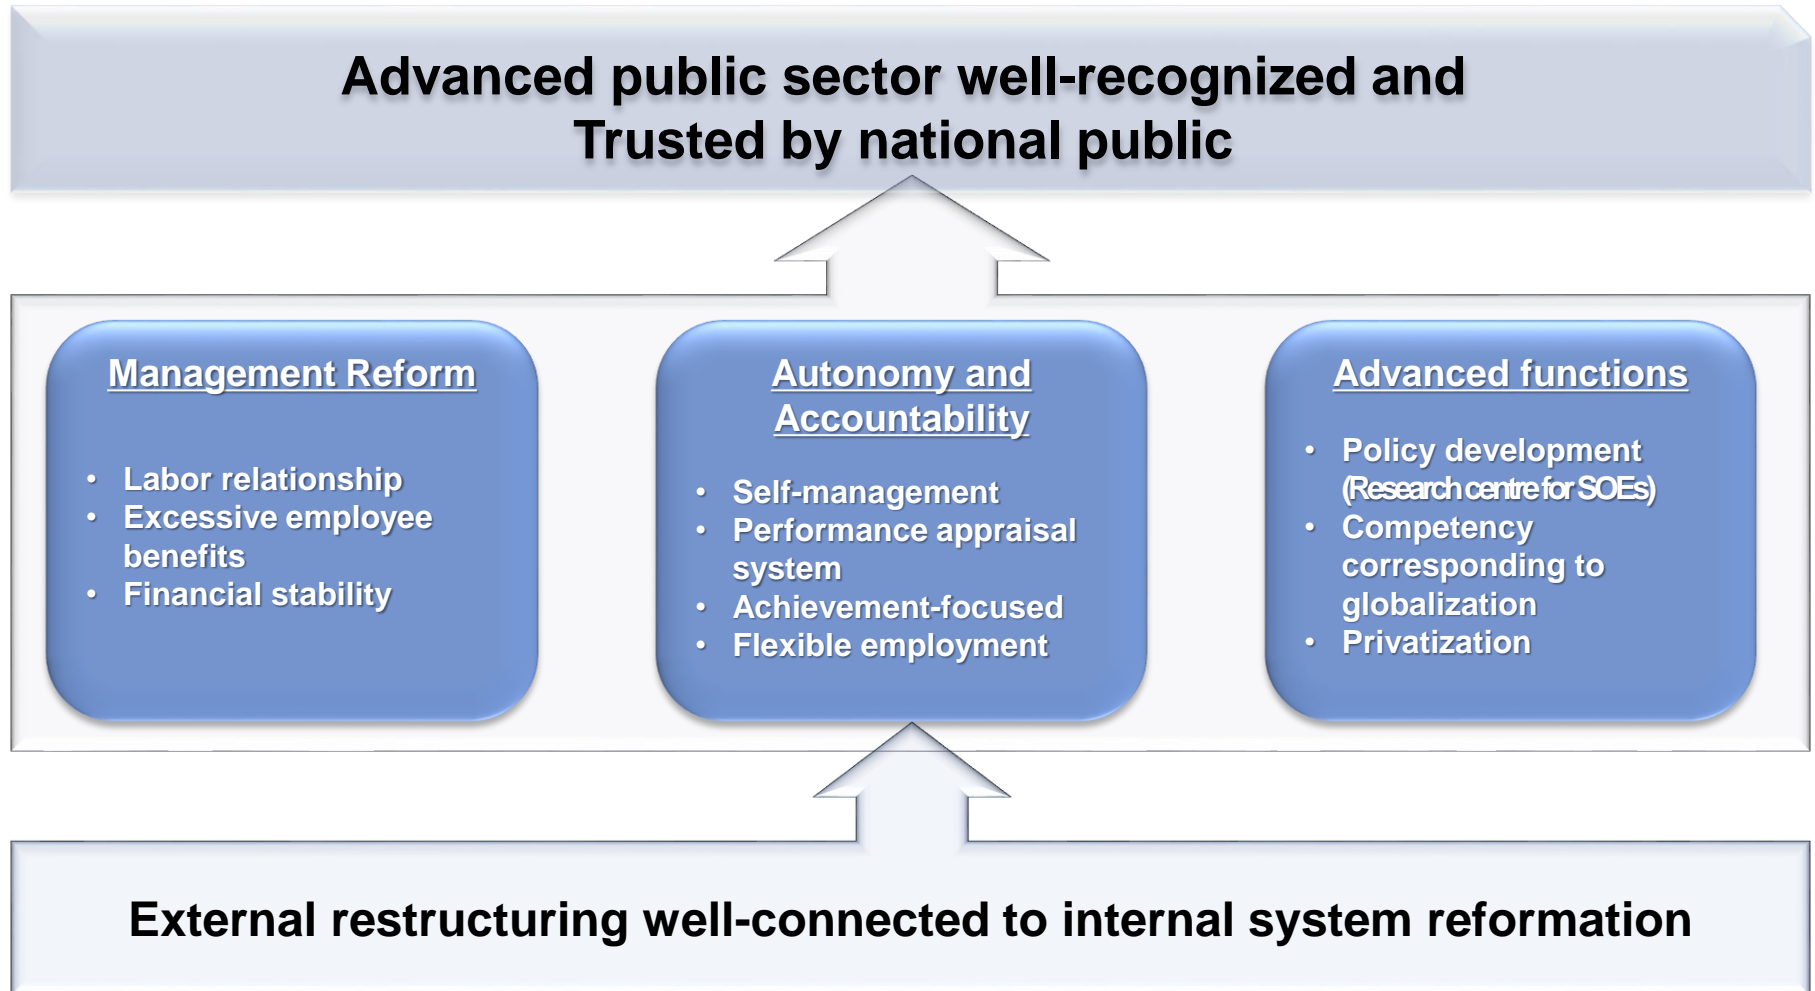 Advanced public sector well-recognized and
Trusted by national public
Management Reform
• Labor relationship
• Excessive employee
benefits
• Financial stability
Autonomy and
Accountability
• Self-management
• Performance appraisal
system
• Achievement-focused
• Flexible employment
Advanced functions
• Policy development
(Research centre for SOEs)
• Competency
corresponding to
globalization
• Privatization
External restructuring well-connected to internal system reformation